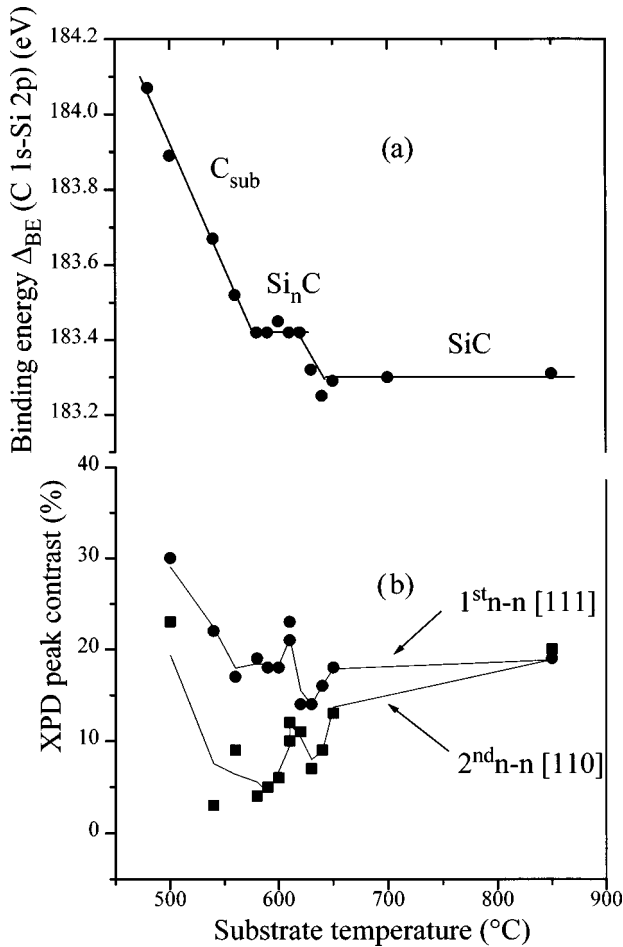 Binding energy Δ_BE (C 1s-Si 2p) (eV)
184.2
184.0
183.8
183.6
183.4
183.2
(a)
C_sub
Si_nC
SiC
XPD peak contrast (%)
40
30
20
10
0
(b)
1^st n-n [111]
2^nd n-n [110]
500 600 700 800 900
Substrate temperature (°C)